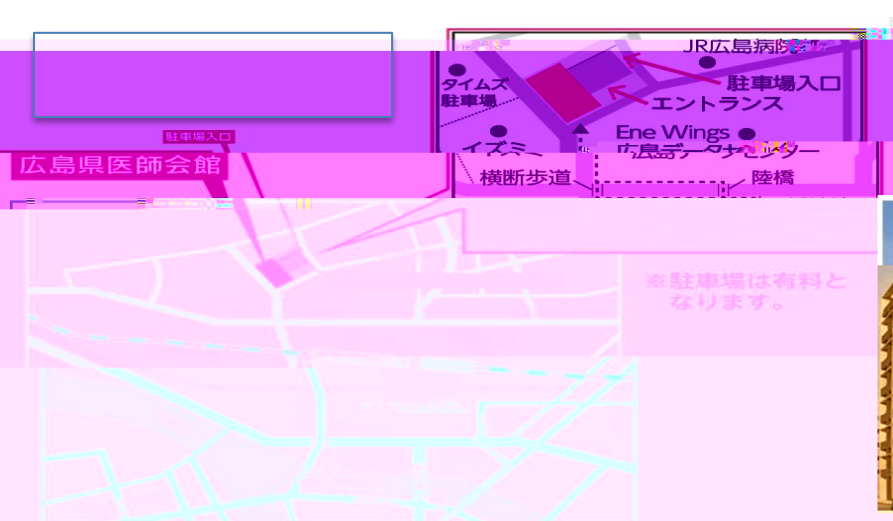 JR広島病院
タイムズ
駐車場
駐車場入口
エントランス
駐車場入口
Ene Wings
イズミ
広島データセンター
広島県医師会館
横断歩道
陸橋
※駐車場は有料と
なります。